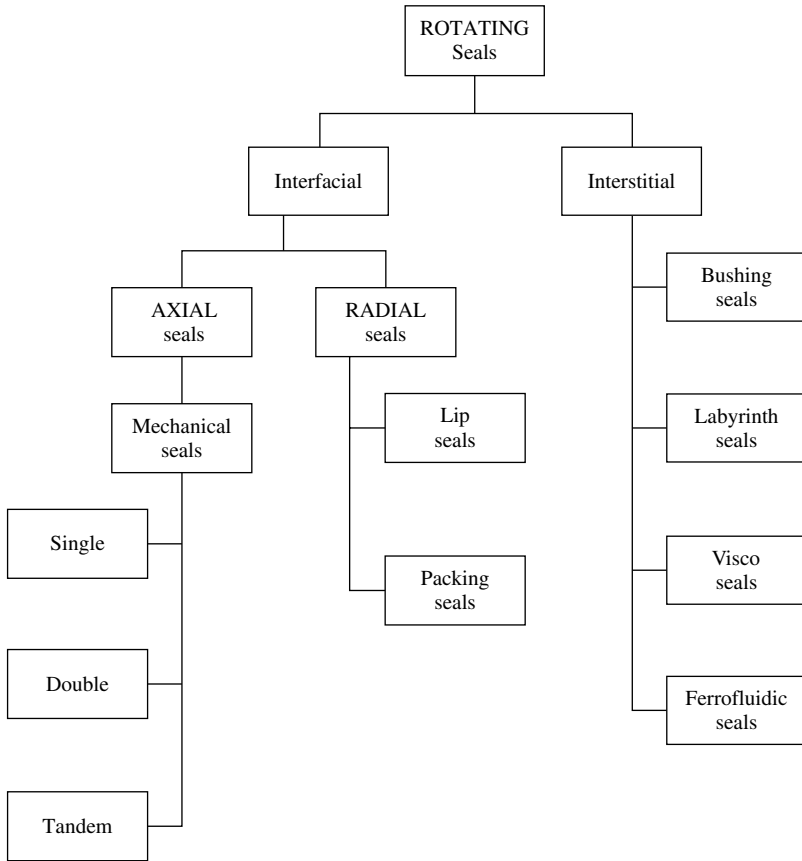 ROTATING
Seals
Interfacial
Interstitial
AXIAL
seals
RADIAL
seals
Bushing
seals
Mechanical
seals
Lip
seals
Labyrinth
seals
Single
Packing
seals
Visco
seals
Double
Ferrofluidic
seals
Tandem